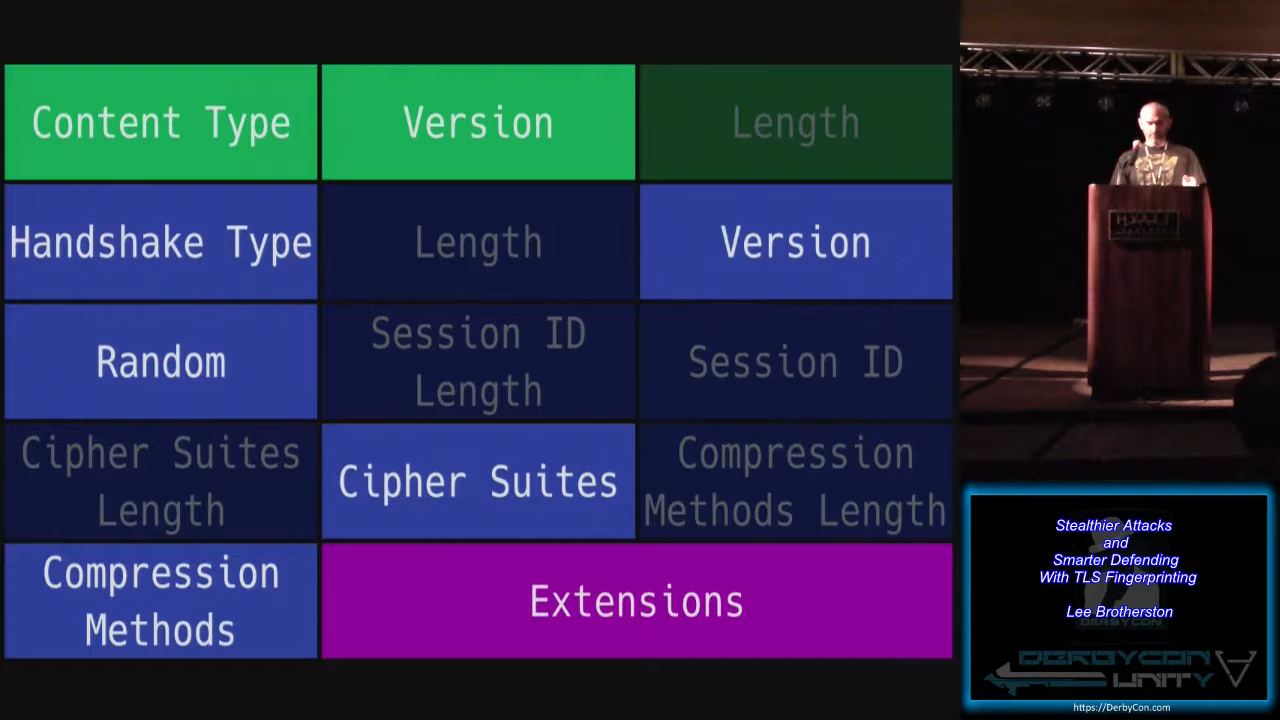 Content Type
Version
Length
Handshake Type
Length
Version
Random
Session ID
Length
Session ID
Cipher Suites
Length
Cipher Suites
Compression
Methods Length
Compression
Methods
Extensions
HYATT
Stealthier Attacks
and
Smarter Defending
With TLS Fingerprinting
Lee Brotherston
DERBYCON
DERBYCON
UNITY
https://DerbyCon.com